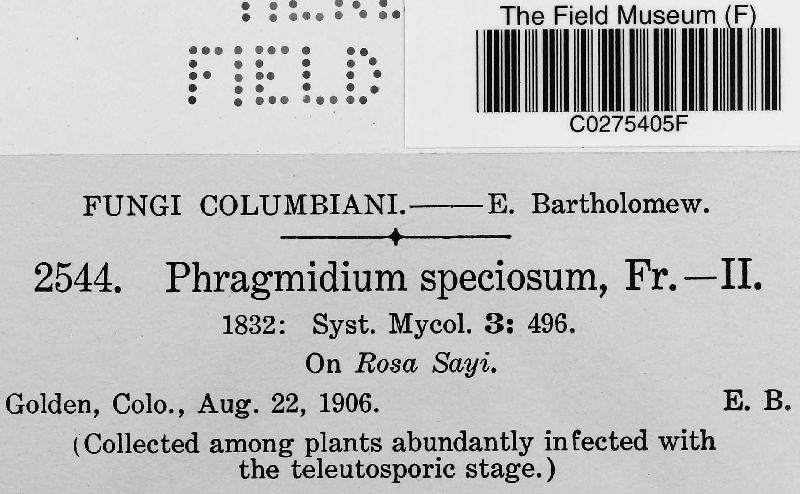 The Field Museum (F)
FIELD
C0275405F
FUNGI COLUMBIANI.——E. Bartholomew.
2544. Phragmidium speciosum, Fr.—II.
1832: Syst. Mycol. 3: 496.
On Rosa Sayi.
Golden, Colo., Aug. 22, 1906. E. B.
(Collected among plants abundantly infected with
the teleutosporic stage.)